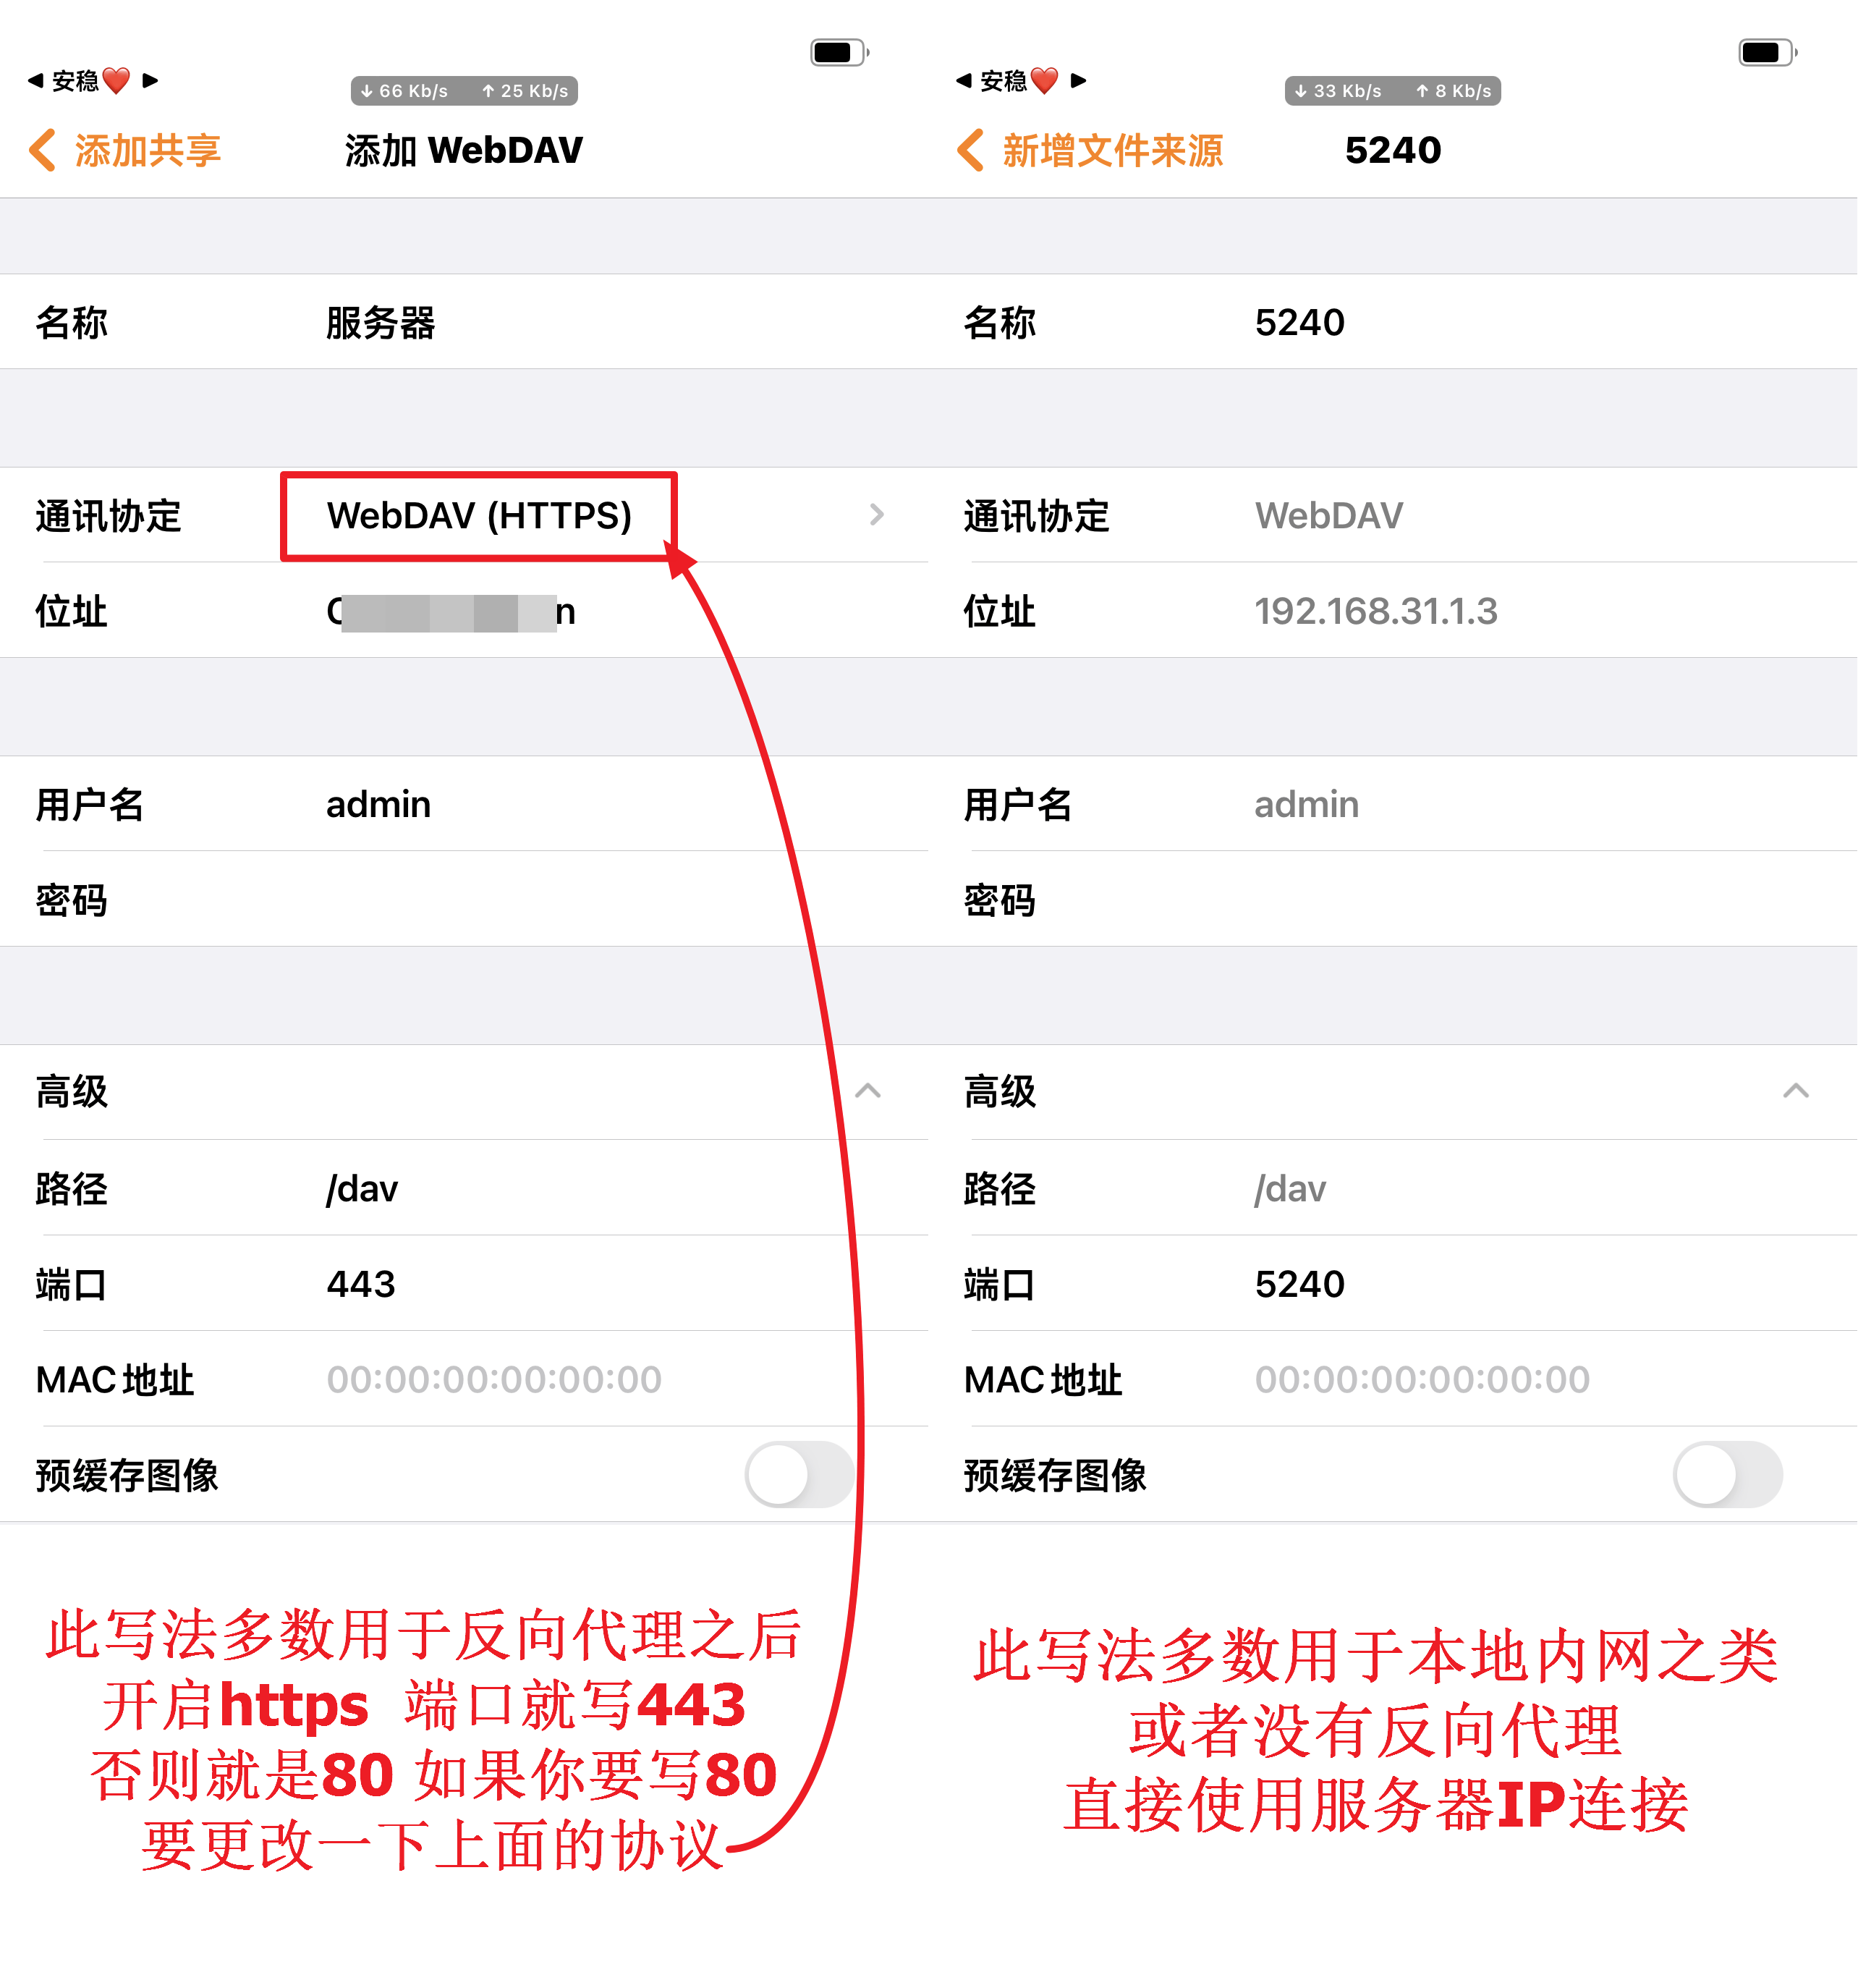 安稳❤️
↓ 66 Kb/s ↑ 25 Kb/s
添加共享 添加 WebDAV
名称 服务器
通讯协定 WebDAV (HTTPS)
位址
用户名 admin
密码
高级
路径 /dav
端口 443
MAC 地址 00:00:00:00:00:00
预缓存图像
此写法多数用于反向代理之后
开启https 端口就写443
否则就是80 如果你要写80
要更改一下上面的协议
安稳❤️
↓ 33 Kb/s ↑ 8 Kb/s
新增文件来源 5240
名称 5240
通讯协定 WebDAV
位址 192.168.31.1.3
用户名 admin
密码
高级
路径 /dav
端口 5240
MAC 地址 00:00:00:00:00:00
预缓存图像
此写法多数用于本地内网之类
或者没有反向代理
直接使用服务器IP连接